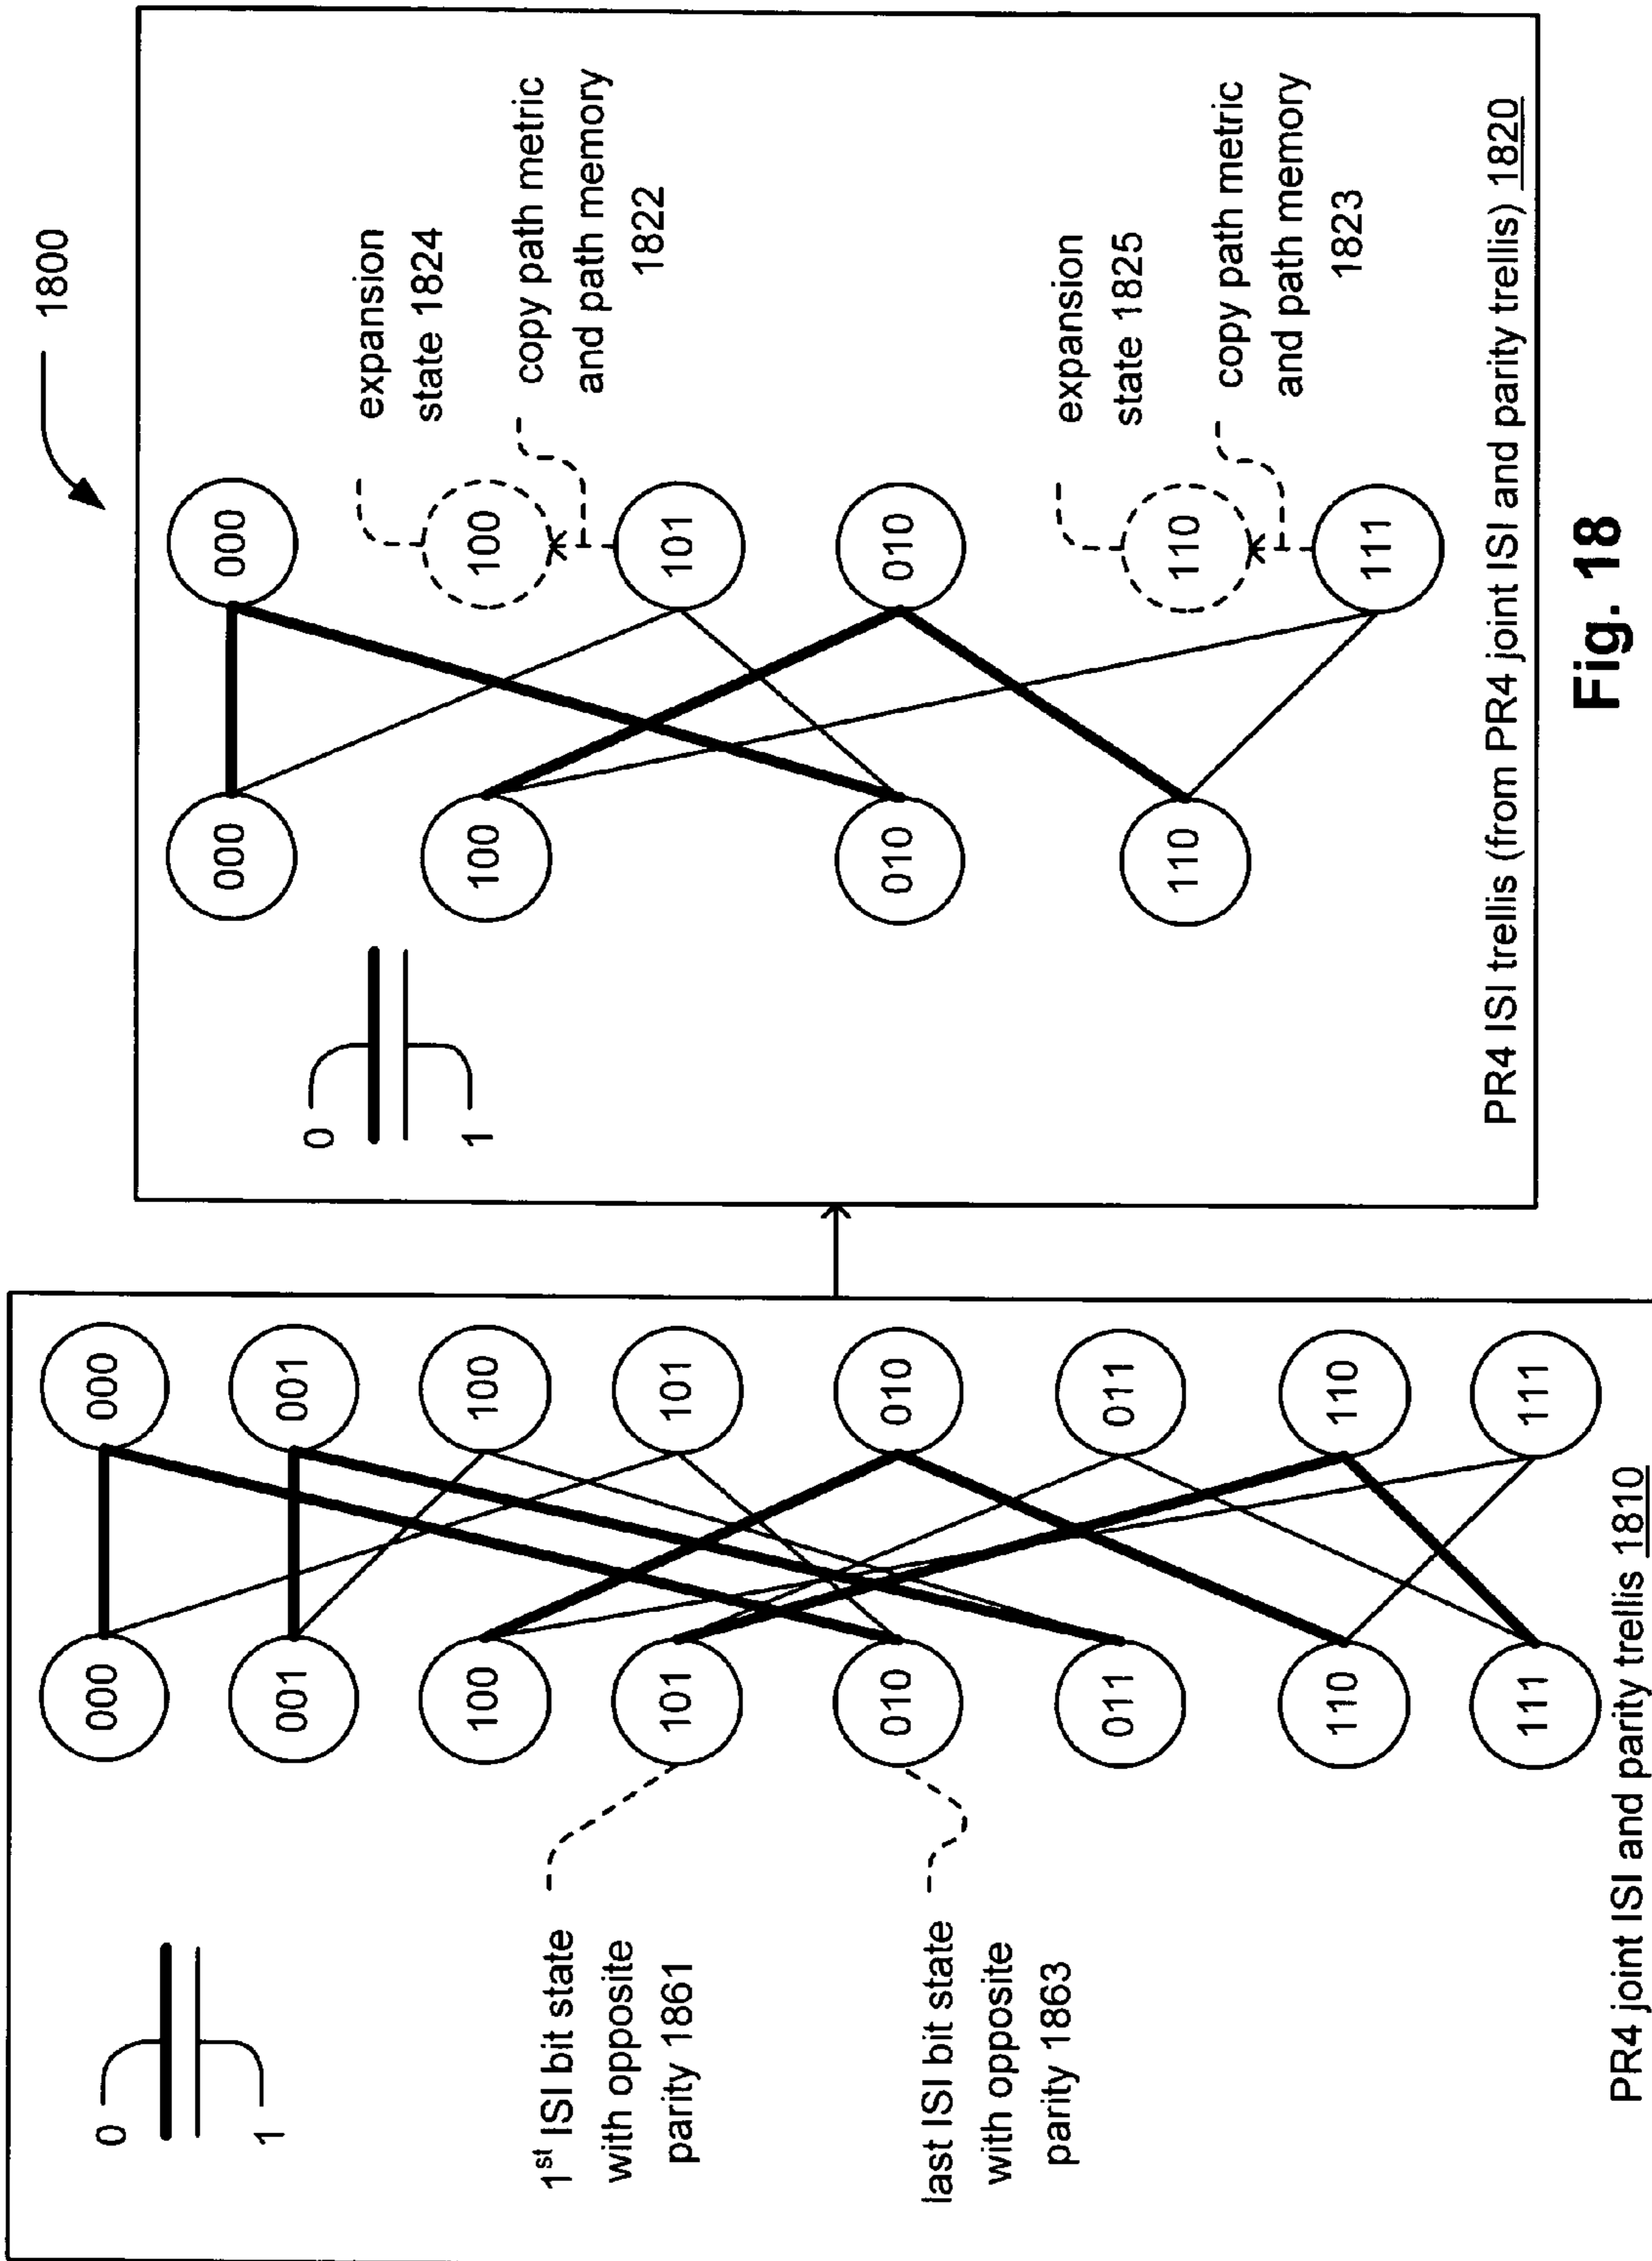 1800
0
1
000
001
100
101
010
011
110
111
000
001
100
101
010
011
110
111
1st ISI bit state
with opposite
parity 1861
last ISI bit state
with opposite
parity 1863
PR4 joint ISI and parity trellis 1810
0
1
000
100
010
110
000
100
101
010
110
111
expansion
state 1824
copy path metric
and path memory
1822
expansion
state 1825
copy path metric
and path memory
1823
PR4 ISI trellis (from PR4 joint ISI and parity trellis) 1820
Fig. 18